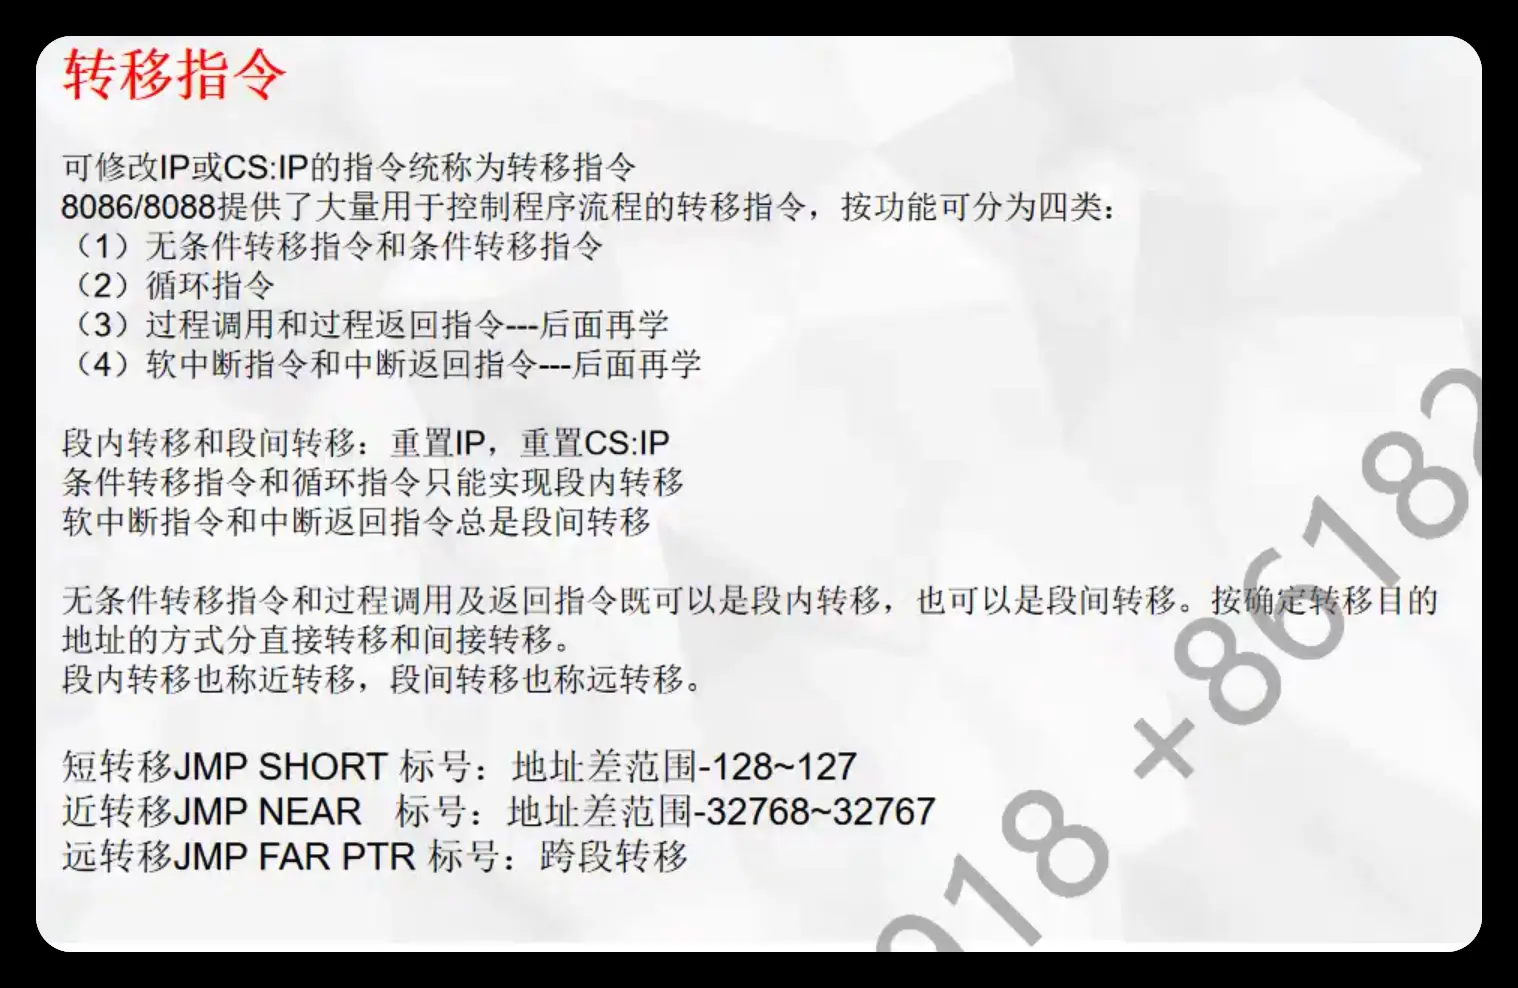 转移指令
可修改IP或CS:IP的指令统称为转移指令
8086/8088提供了大量用于控制程序流程的转移指令，按功能可分为四类：
（1）无条件转移指令和条件转移指令
（2）循环指令
（3）过程调用和过程返回指令---后面再学
（4）软中断指令和中断返回指令---后面再学
段内转移和段间转移：重置IP，重置CS:IP
条件转移指令和循环指令只能实现段内转移
软中断指令和中断返回指令总是段间转移
无条件转移指令和过程调用及返回指令既可以是段内转移，也可以是段间转移。按确定转移目的
地址的方式分直接转移和间接转移。
段内转移也称近转移，段间转移也称远转移。
短转移JMP SHORT 标号：地址差范围-128~127
近转移JMP NEAR 标号：地址差范围-32768~32767
远转移JMP FAR PTR 标号：跨段转移
918 +86182